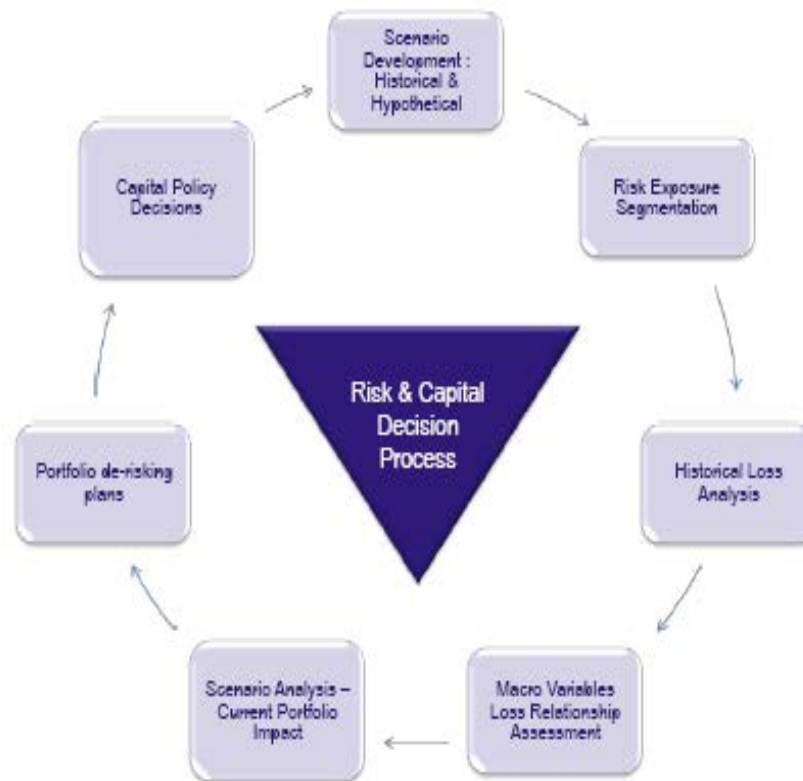 Scenario
Development :
Historical &
Hypothetical
Risk Exposure
Segmentation
Historical Loss
Analysis
Macro Variables
Loss Relationship
Assessment
Scenario Analysis –
Current Portfolio
Impact
Portfolio de-risking
plans
Capital Policy
Decisions
Risk & Capital
Decision
Process